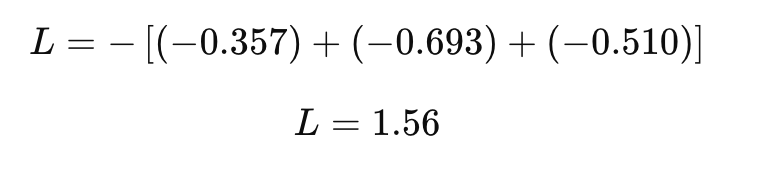 L = − [(−0.357) + (−0.693) + (−0.510)]
L = 1.56